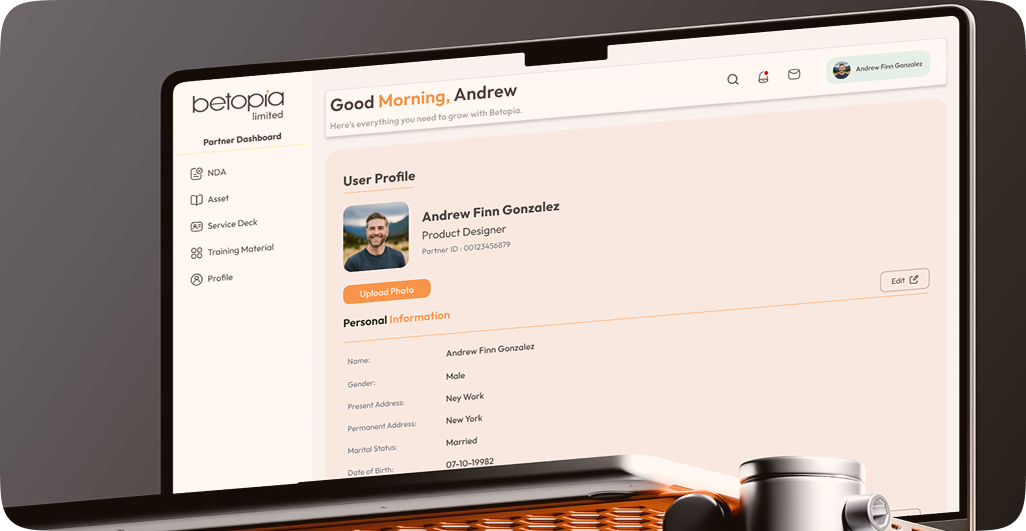 betopia
limited
Partner Dashboard
NDA
Asset
Service Deck
Training Material
Profile
Good Morning, Andrew
Here's everything you need to grow with Betopia.
Andrew Finn Gonzalez
User Profile
Andrew Finn Gonzalez
Product Designer
Partner ID : 00123456879
Upload Photo
Edit
Personal Information
Name: Andrew Finn Gonzalez
Gender: Male
Present Address: Ney Work
Permanent Address: New York
Marital Status: Married
Date of Birth: 07-10-19982